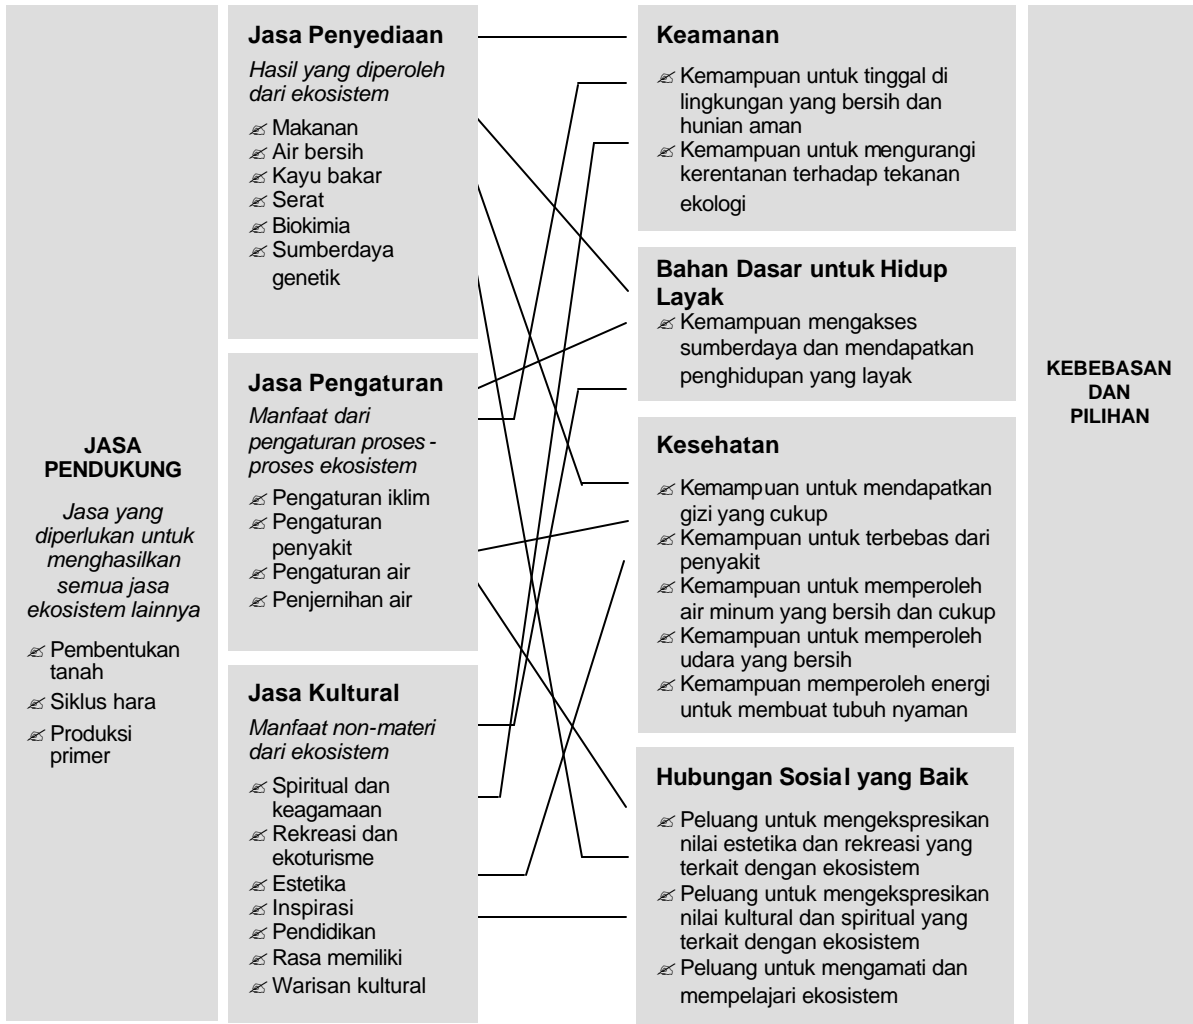 JASA
PENDUKUNG
Jasa yang
diperlukan untuk
menghasilkan
semua jasa
ekosistem lainnya
Pembentukan
tanah
Siklus hara
Produksi
primer
Jasa Penyediaan
Hasil yang diperoleh
dari ekosistem
Makanan
Air bersih
Kayu bakar
Serat
Biokimia
Sumberdaya
genetik
Jasa Pengaturan
Manfaat dari
pengaturan proses-
proses ekosistem
Pengaturan iklim
Pengaturan
penyakit
Pengaturan air
Penjernihan air
Jasa Kultural
Manfaat non-materi
dari ekosistem
Spiritual dan
keagamaan
Rekreasi dan
ekoturisme
Estetika
Inspirasi
Pendidikan
Rasa memiliki
Warisan kultural
Keamanan
Kemampuan untuk tinggal di
lingkungan yang bersih dan
hunian aman
Kemampuan untuk mengurangi
kerentanan terhadap tekanan
ekologi
Bahan Dasar untuk Hidup
Layak
Kemampuan mengakses
sumberdaya dan mendapatkan
penghidupan yang layak
Kesehatan
Kemampuan untuk mendapatkan
gizi yang cukup
Kemampuan untuk terbebas dari
penyakit
Kemampuan untuk memperoleh
air minum yang bersih dan cukup
Kemampuan untuk memperoleh
udara yang bersih
Kemampuan memperoleh energi
untuk membuat tubuh nyaman
Hubungan Sosial yang Baik
Peluang untuk mengekspresikan
nilai estetika dan rekreasi yang
terkait dengan ekosistem
Peluang untuk mengekspresikan
nilai kultural dan spiritual yang
terkait dengan ekosistem
Peluang untuk mengamati dan
mempelajari ekosistem
KEBEBASAN
DAN
PILIHAN